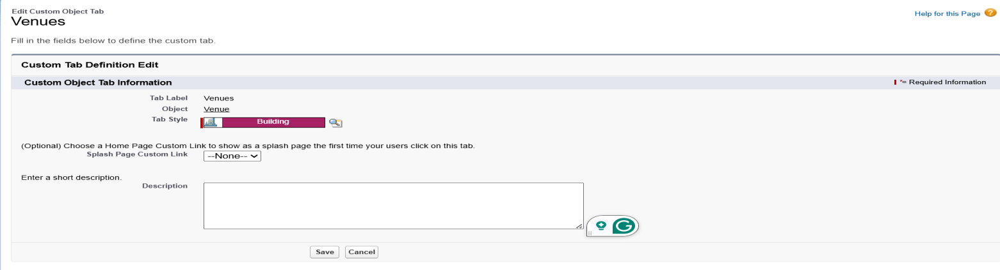 Edit Custom Object Tab
Venues
Help for this Page ?
Fill in the fields below to define the custom tab.
Custom Tab Definition Edit
Custom Object Tab Information
*= Required Information
Tab Label Venues
Object Venue
Tab Style Building
(Optional) Choose a Home Page Custom Link to show as a splash page the first time your users click on this tab.
Splash Page Custom Link --None--
Enter a short description.
Description
G
Save Cancel